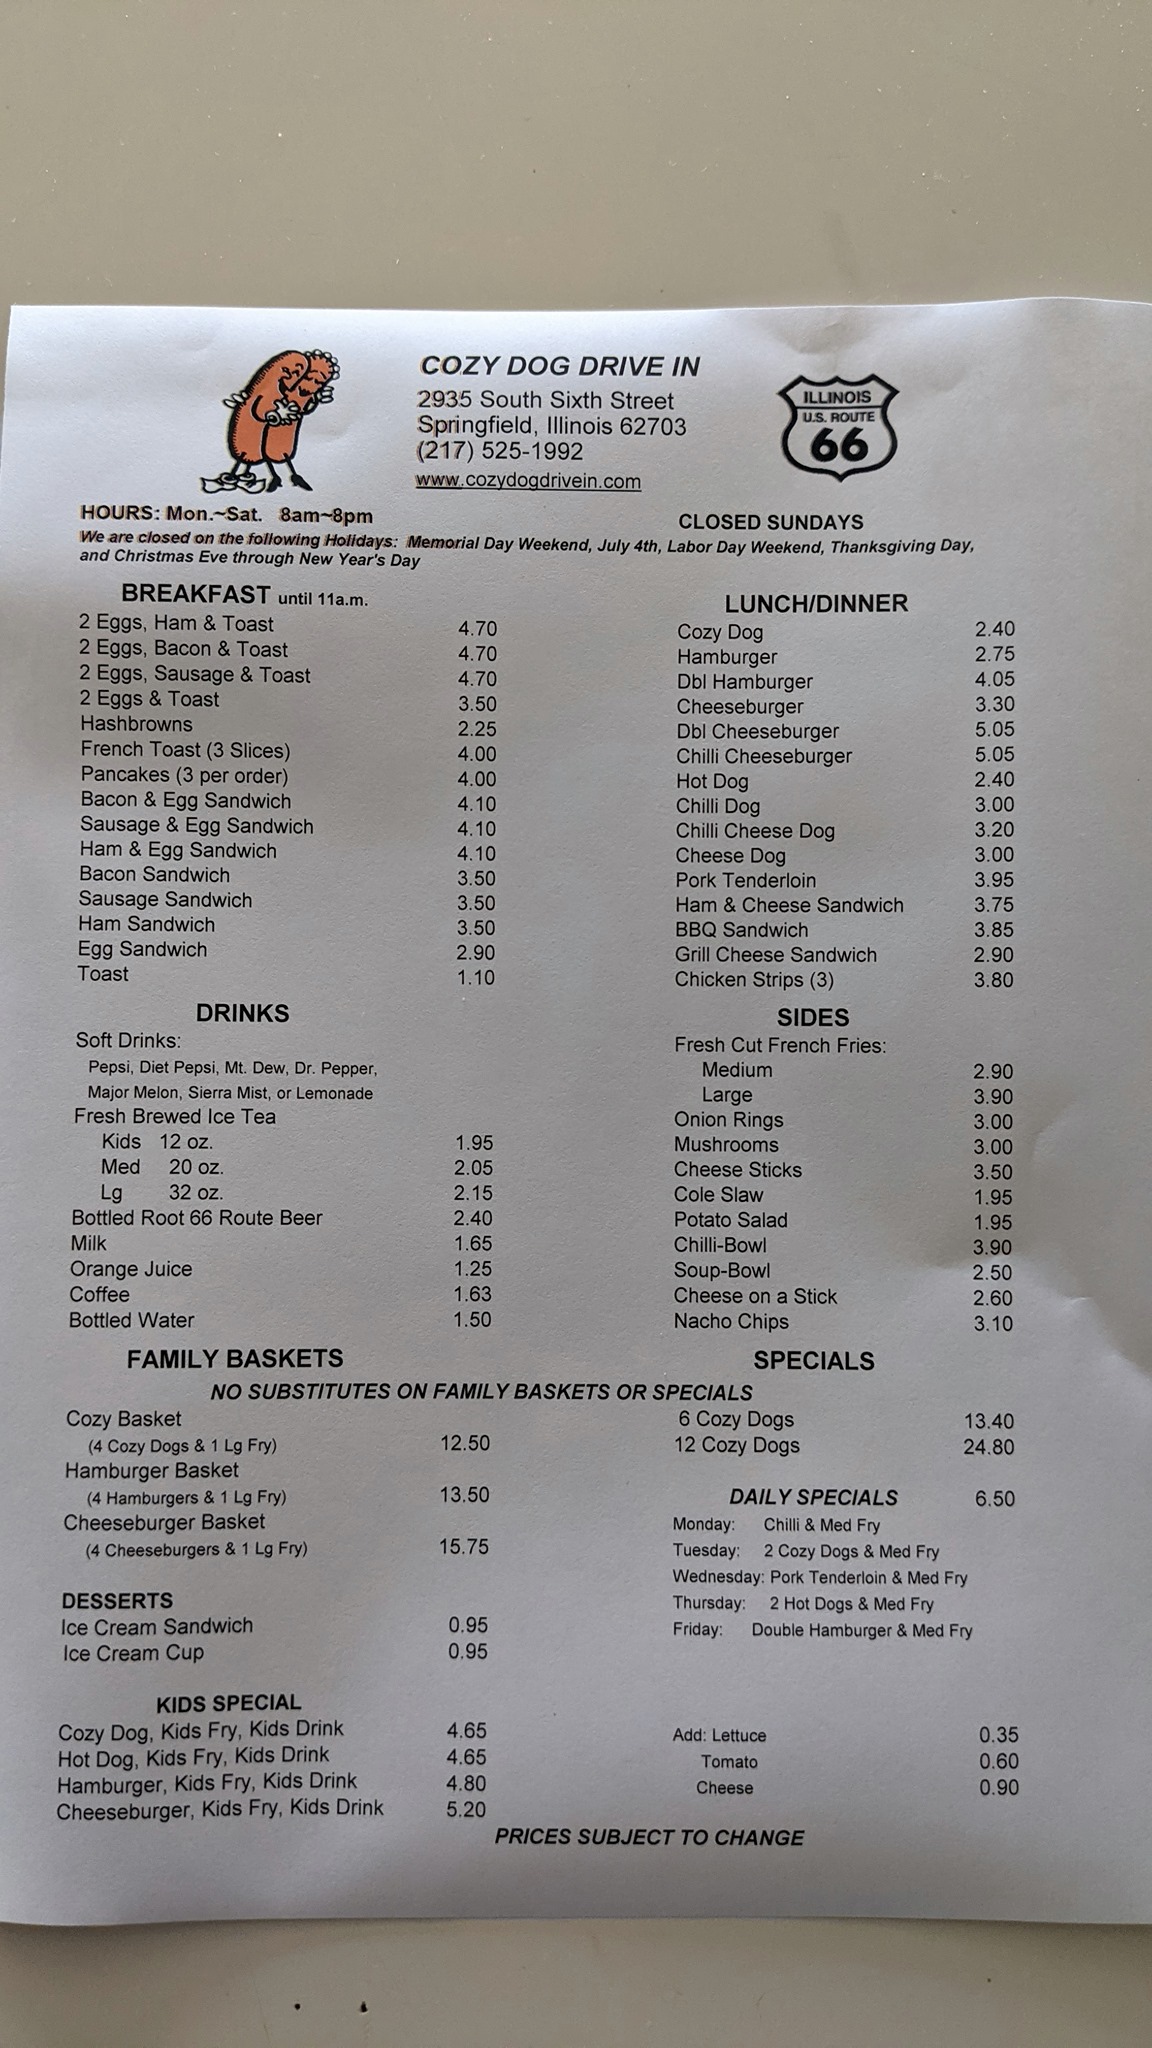 COZY DOG DRIVE IN
2935 South Sixth Street
Springfield, Illinois 62703
(217) 525-1992
www.cozydogdrivein.com
ILLINOIS
U.S. ROUTE
66
HOURS: Mon.~Sat. 8am~8pm
CLOSED SUNDAYS
We are closed on the following Holidays: Memorial Day Weekend, July 4th, Labor Day Weekend, Thanksgiving Day,
and Christmas Eve through New Year's Day
BREAKFAST until 11a.m.
2 Eggs, Ham & Toast 4.70
2 Eggs, Bacon & Toast 4.70
2 Eggs, Sausage & Toast 4.70
2 Eggs & Toast 3.50
Hashbrowns 2.25
French Toast (3 Slices) 4.00
Pancakes (3 per order) 4.00
Bacon & Egg Sandwich 4.10
Sausage & Egg Sandwich 4.10
Ham & Egg Sandwich 4.10
Bacon Sandwich 3.50
Sausage Sandwich 3.50
Ham Sandwich 3.50
Egg Sandwich 2.90
Toast 1.10
LUNCH/DINNER
Cozy Dog 2.40
Hamburger 2.75
Dbl Hamburger 4.05
Cheeseburger 3.30
Dbl Cheeseburger 5.05
Chilli Cheeseburger 5.05
Hot Dog 2.40
Chilli Dog 3.00
Chilli Cheese Dog 3.20
Cheese Dog 3.00
Pork Tenderloin 3.95
Ham & Cheese Sandwich 3.75
BBQ Sandwich 3.85
Grill Cheese Sandwich 2.90
Chicken Strips (3) 3.80
DRINKS
Soft Drinks:
Pepsi, Diet Pepsi, Mt. Dew, Dr. Pepper,
Major Melon, Sierra Mist, or Lemonade
Fresh Brewed Ice Tea
Kids 12 oz. 1.95
Med 20 oz. 2.05
Lg 32 oz. 2.15
Bottled Root 66 Route Beer 2.40
Milk 1.65
Orange Juice 1.25
Coffee 1.63
Bottled Water 1.50
SIDES
Fresh Cut French Fries:
Medium 2.90
Large 3.90
Onion Rings 3.00
Mushrooms 3.00
Cheese Sticks 3.50
Cole Slaw 1.95
Potato Salad 1.95
Chilli-Bowl 3.90
Soup-Bowl 2.50
Cheese on a Stick 2.60
Nacho Chips 3.10
FAMILY BASKETS
SPECIALS
NO SUBSTITUTES ON FAMILY BASKETS OR SPECIALS
Cozy Basket
(4 Cozy Dogs & 1 Lg Fry) 12.50
Hamburger Basket
(4 Hamburgers & 1 Lg Fry) 13.50
Cheeseburger Basket
(4 Cheeseburgers & 1 Lg Fry) 15.75
6 Cozy Dogs 13.40
12 Cozy Dogs 24.80
DAILY SPECIALS 6.50
Monday: Chilli & Med Fry
Tuesday: 2 Cozy Dogs & Med Fry
Wednesday: Pork Tenderloin & Med Fry
Thursday: 2 Hot Dogs & Med Fry
Friday: Double Hamburger & Med Fry
DESSERTS
Ice Cream Sandwich 0.95
Ice Cream Cup 0.95
KIDS SPECIAL
Cozy Dog, Kids Fry, Kids Drink 4.65
Hot Dog, Kids Fry, Kids Drink 4.65
Hamburger, Kids Fry, Kids Drink 4.80
Cheeseburger, Kids Fry, Kids Drink 5.20
Add: Lettuce 0.35
Tomato 0.60
Cheese 0.90
PRICES SUBJECT TO CHANGE